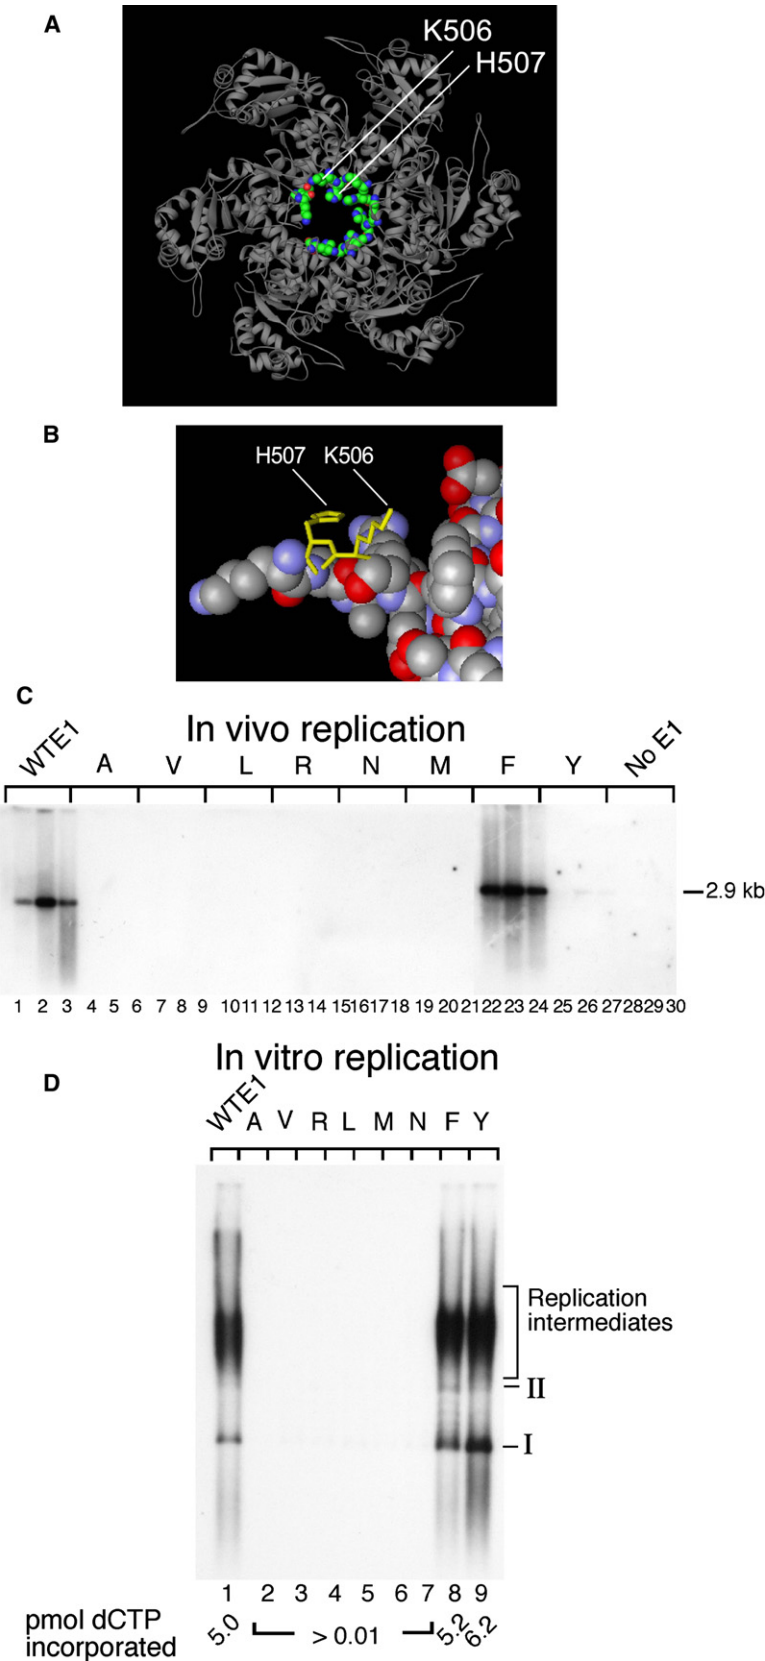 A
K506
H507
B
H507 K506
C
In vivo replication
WTE1 A V L R N M F Y No E1
2.9 kb
1 2 3 4 5 6 7 8 9 10 11 12 13 14 15 16 17 18 19 20 21 22 23 24 25 26 27 28 29 30
In vitro replication
D
WTE1 A V R L M N F Y
Replication
intermediates
II
I
1 2 3 4 5 6 7 8 9
pmol dCTP
incorporated
5.0 > 0.01 5.2 6.2